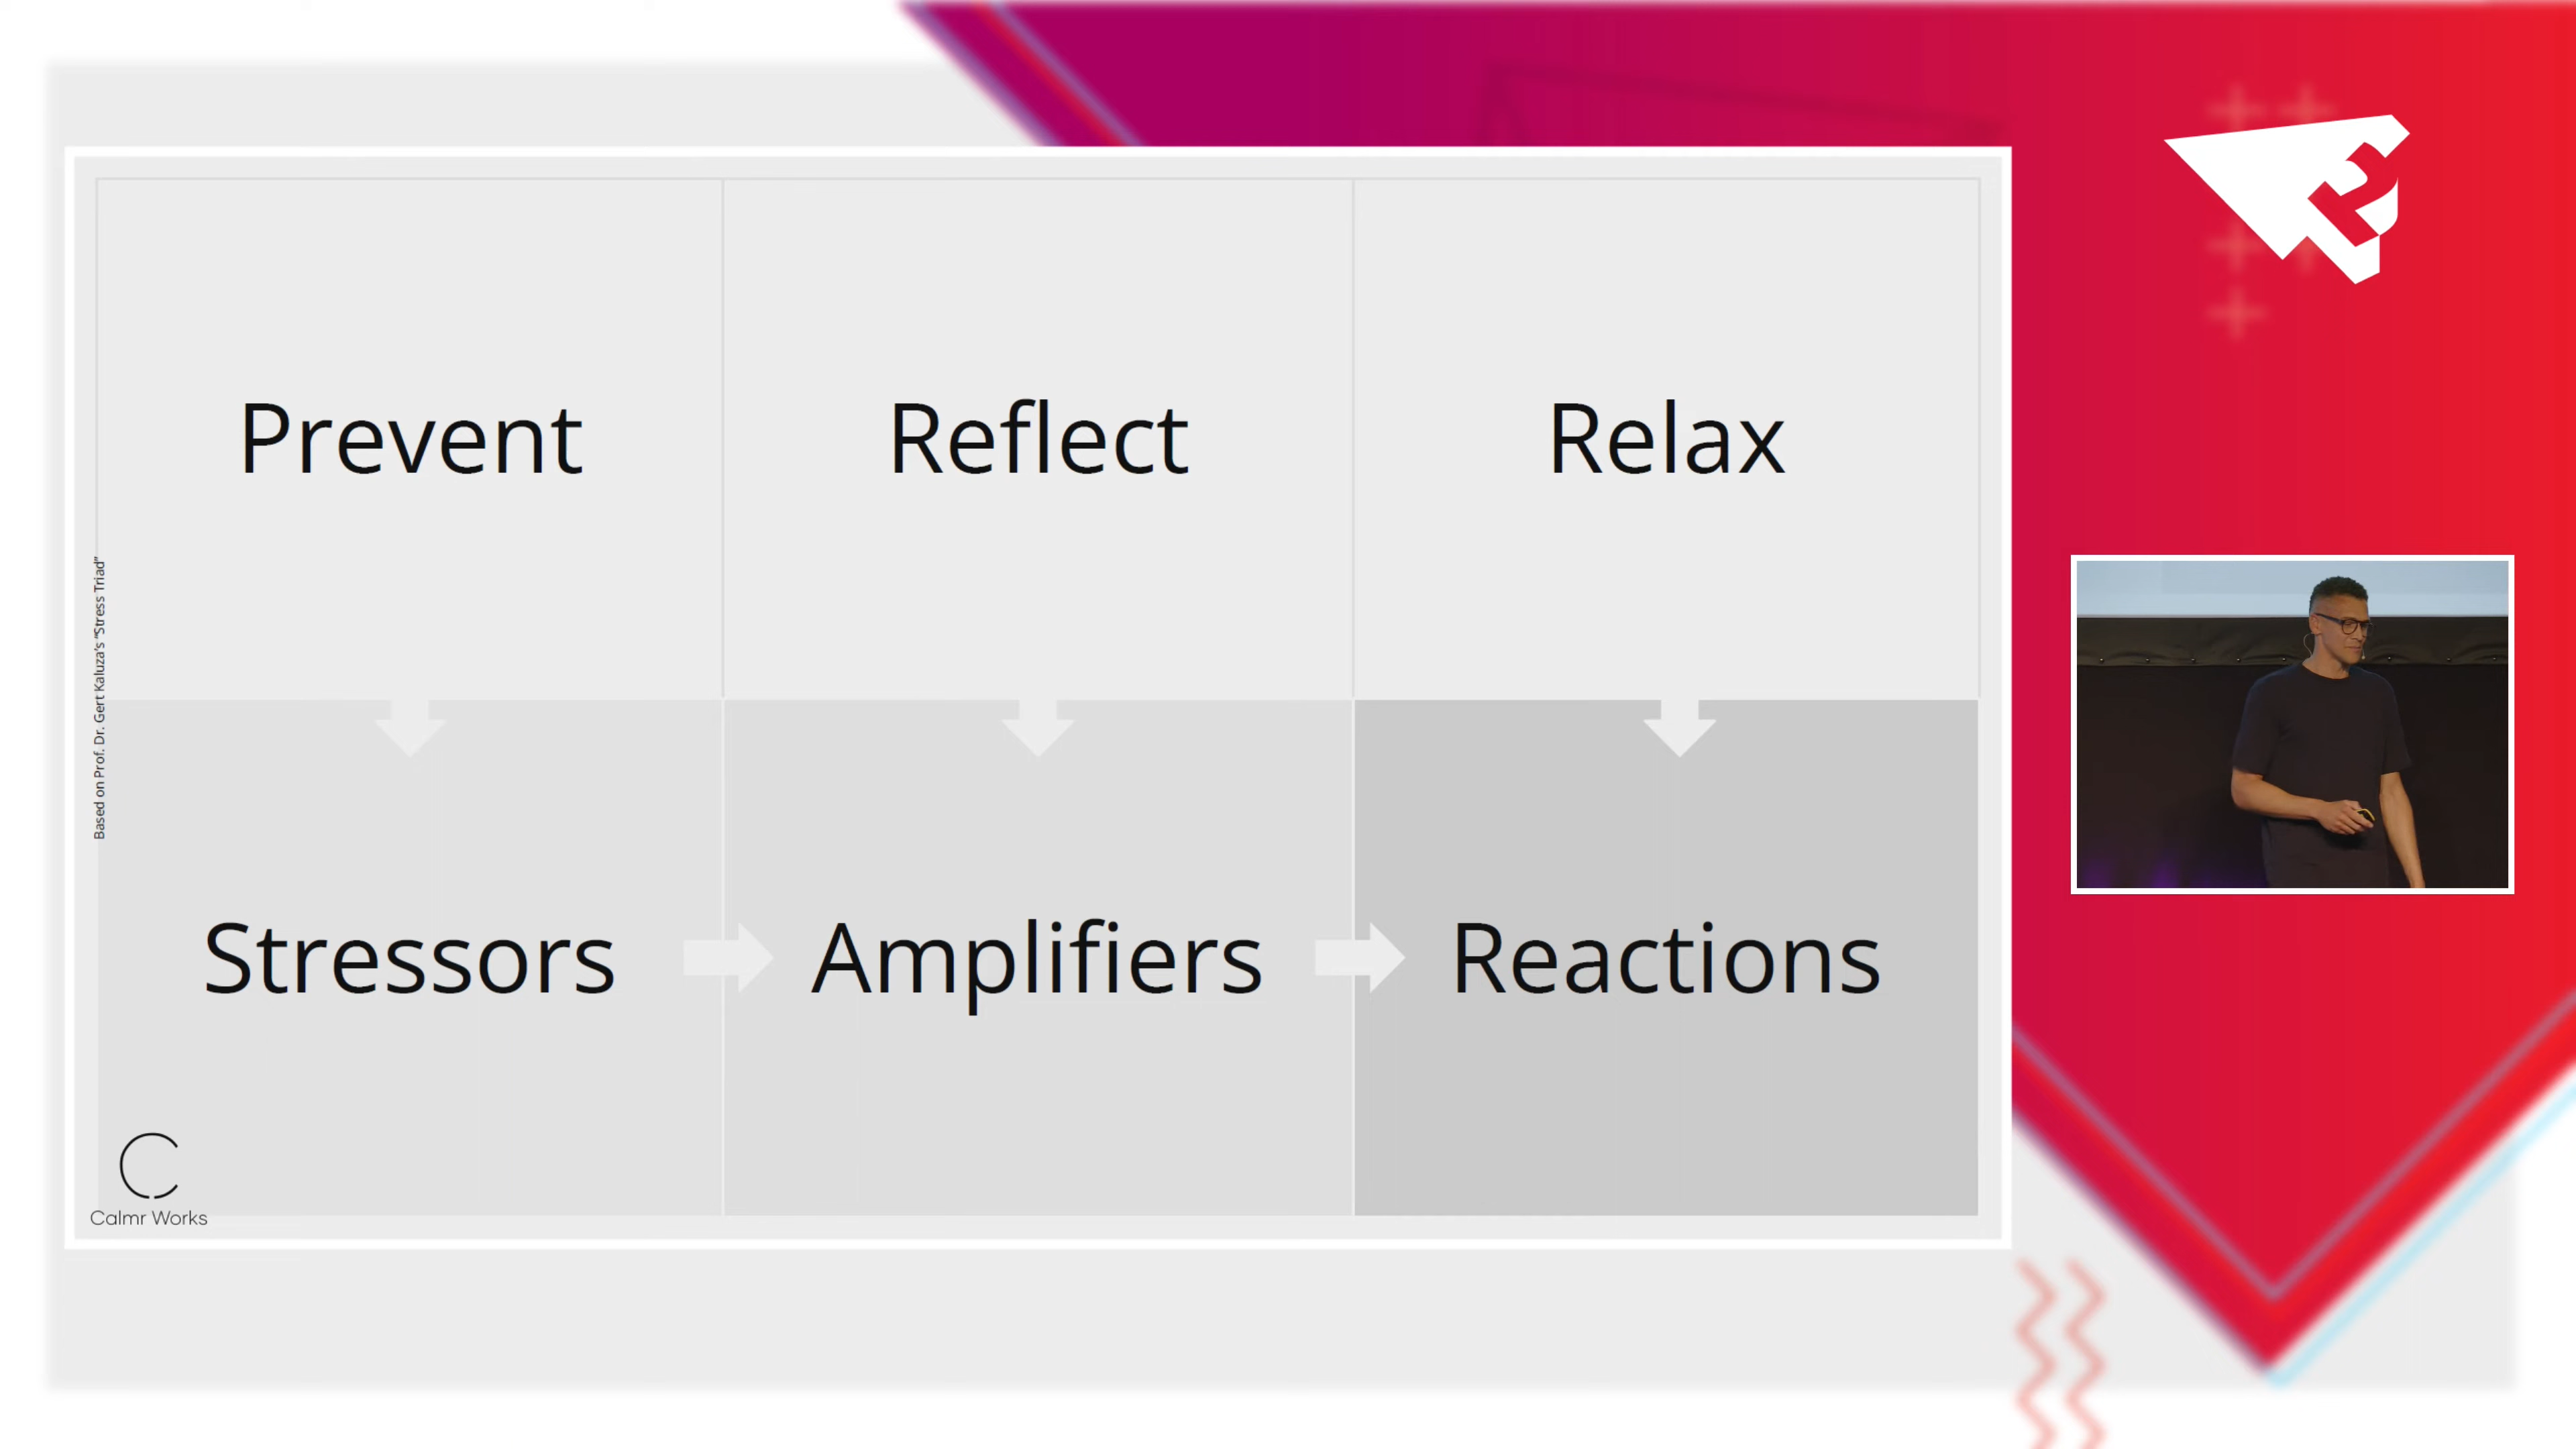 Prevent
Reflect
Relax
Based on Prof. Dr. Gert Kaluza's "Stress Triad"
Stressors
Amplifiers
Reactions
Calmr Works